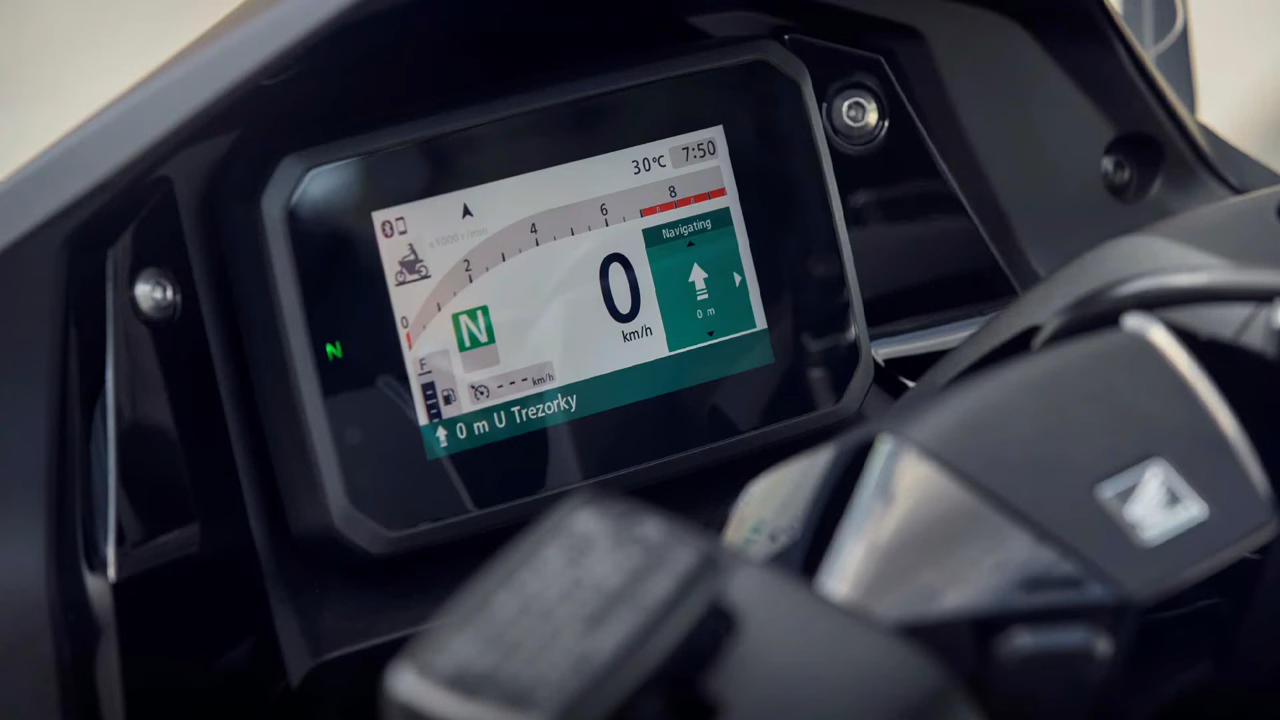 30°C 7:50
x1000 r/min
0 2 4 6 8
Navigating
0 m
N
0
km/h
N
F
--- km/h
0 m U Trezorky